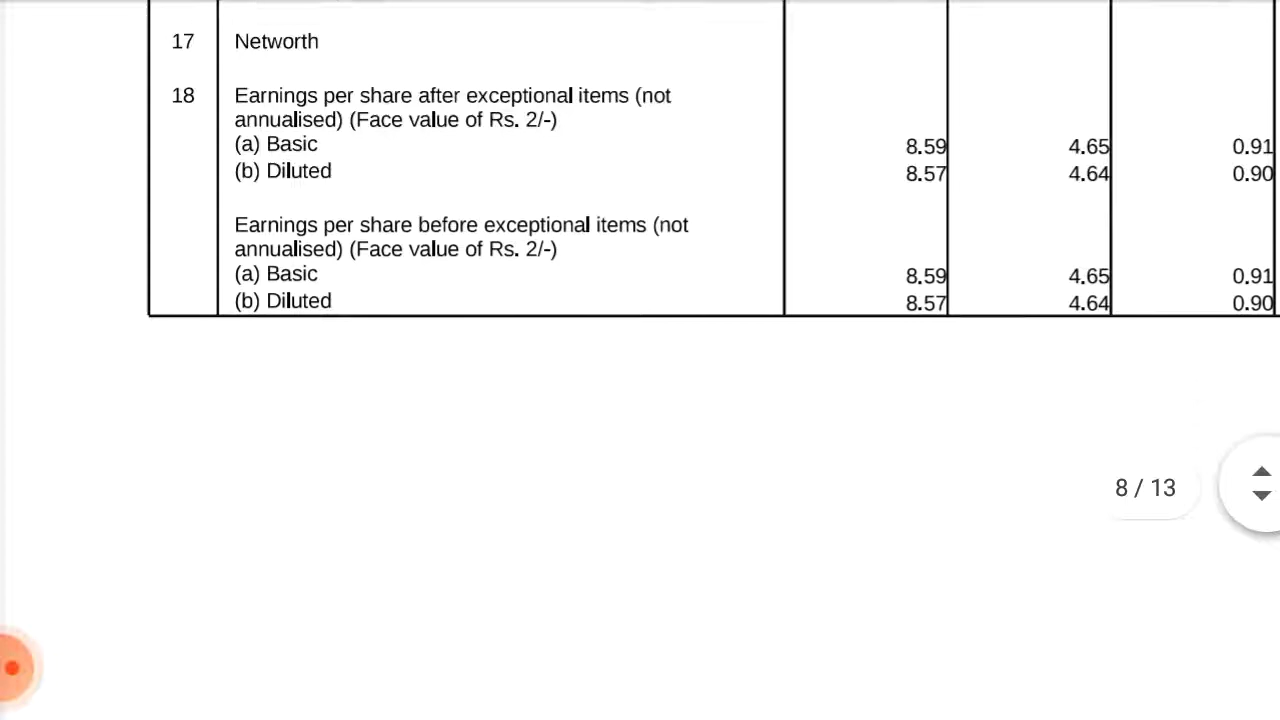 17 Networth
18 Earnings per share after exceptional items (not
annualised) (Face value of Rs. 2/-)
(a) Basic 8.59 4.65 0.91
(b) Diluted 8.57 4.64 0.90
Earnings per share before exceptional items (not
annualised) (Face value of Rs. 2/-)
(a) Basic 8.59 4.65 0.91
(b) Diluted 8.57 4.64 0.90
8 / 13